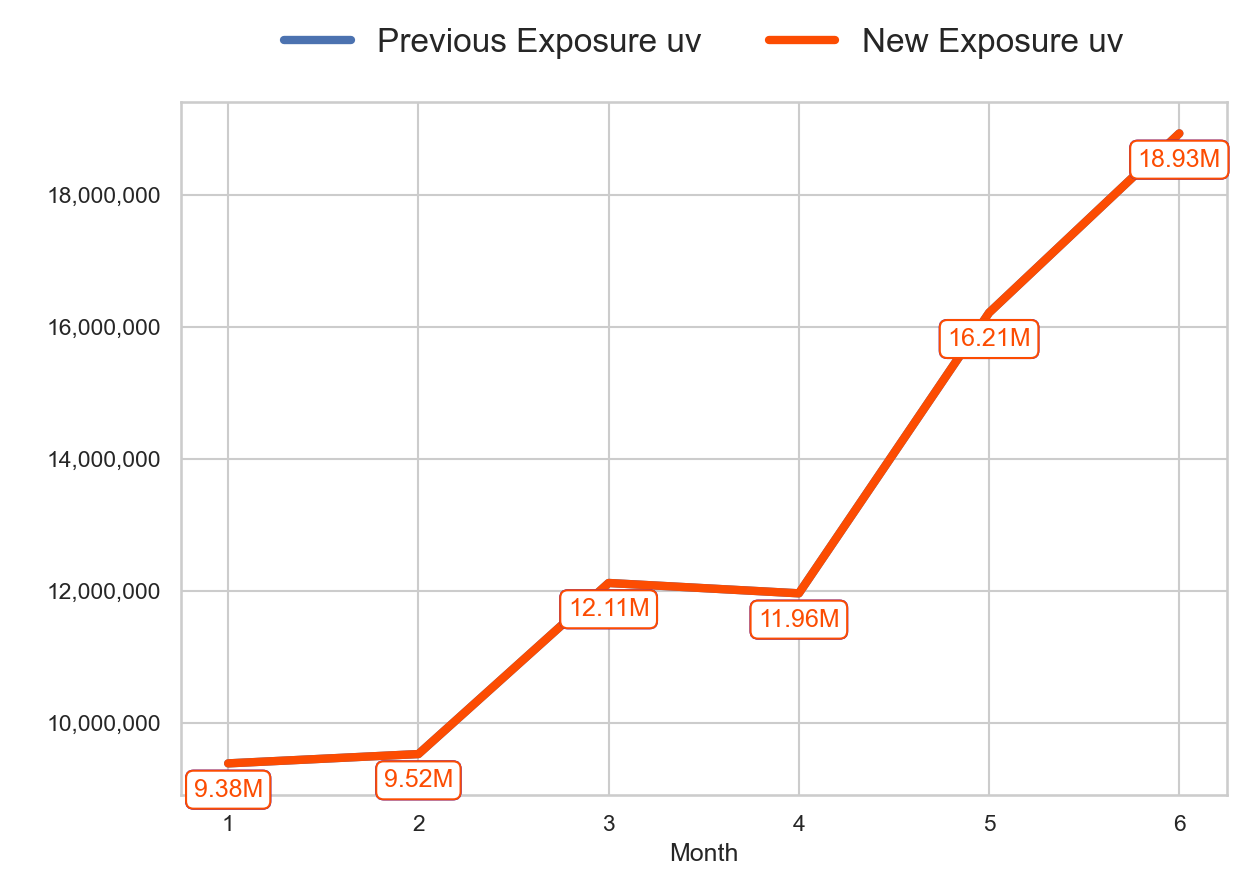 Previous Exposure uv New Exposure uv
18.93M
18,000,000
16,000,000
16.21M
14,000,000
12,000,000
12.11M
11.96M
10,000,000
9.52M
9.38M
1 2 3 4 5 6
Month